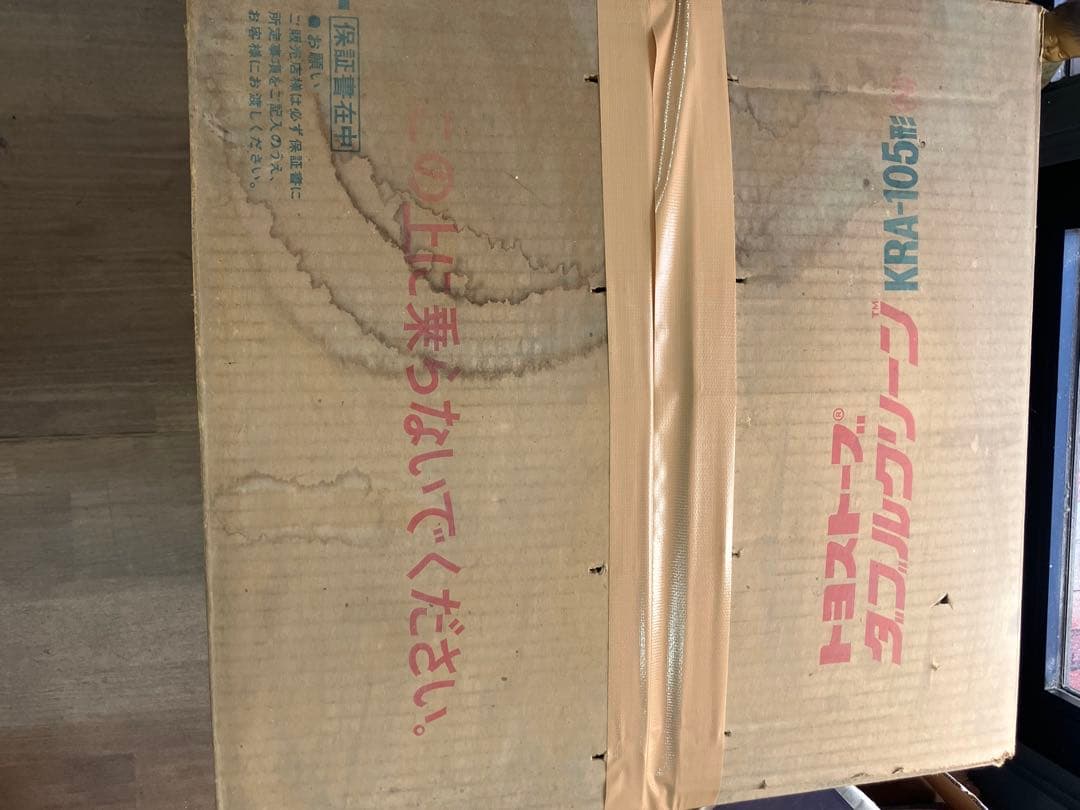 保証書在中
●お願い
ご販売店様は必ず保証書に
所定事項をご記入のうえ、
お客様にお渡しください。
この上に乗らないでください。
トヨストーブ®
ダブルクリーン™ KRA-105形